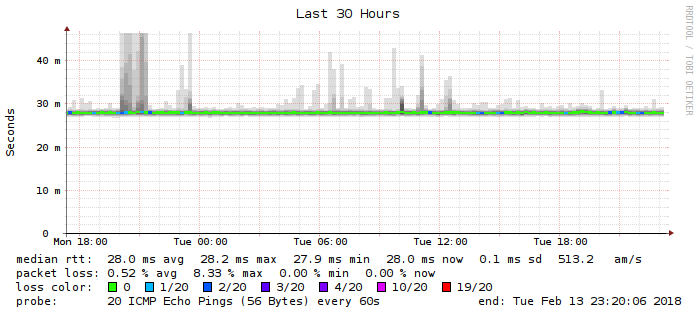 Last 30 Hours
RRDTOOL / TOBI OETIKER
Seconds
40 m
30 m
20 m
10 m
0
Mon 18:00 Tue 00:00 Tue 06:00 Tue 12:00 Tue 18:00
median rtt: 28.0 ms avg 28.2 ms max 27.9 ms min 28.0 ms now 0.1 ms sd 513.2 am/s
packet loss: 0.52 % avg 8.33 % max 0.00 % min 0.00 % now
loss color: 0 1/20 2/20 3/20 4/20 10/20 19/20
probe: 20 ICMP Echo Pings (56 Bytes) every 60s end: Tue Feb 13 23:20:06 2018